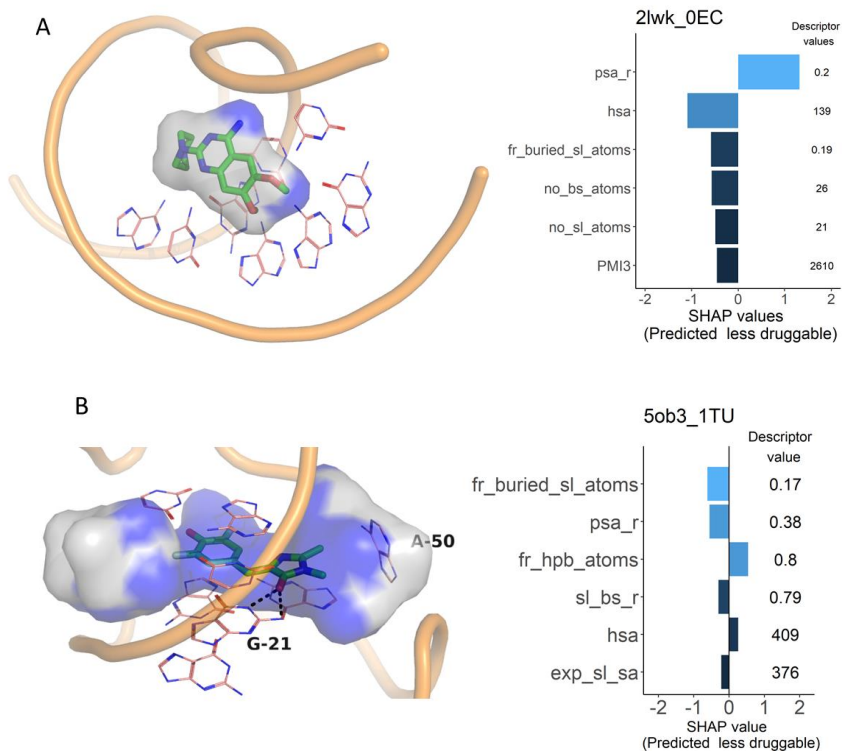 A
2lwk_0EC
Descriptor
values
psa_r
0.2
hsa
139
fr_buried_sl_atoms
0.19
no_bs_atoms
26
no_sl_atoms
21
PMI3
2610
-2 -1 0 1 2
SHAP values
(Predicted less druggable)
B
5ob3_1TU
Descriptor
value
fr_buried_sl_atoms
0.17
psa_r
0.38
fr_hpb_atoms
0.8
sl_bs_r
0.79
hsa
409
exp_sl_sa
376
-2 -1 0 1 2
SHAP value
(Predicted less druggable)
A-50
G-21